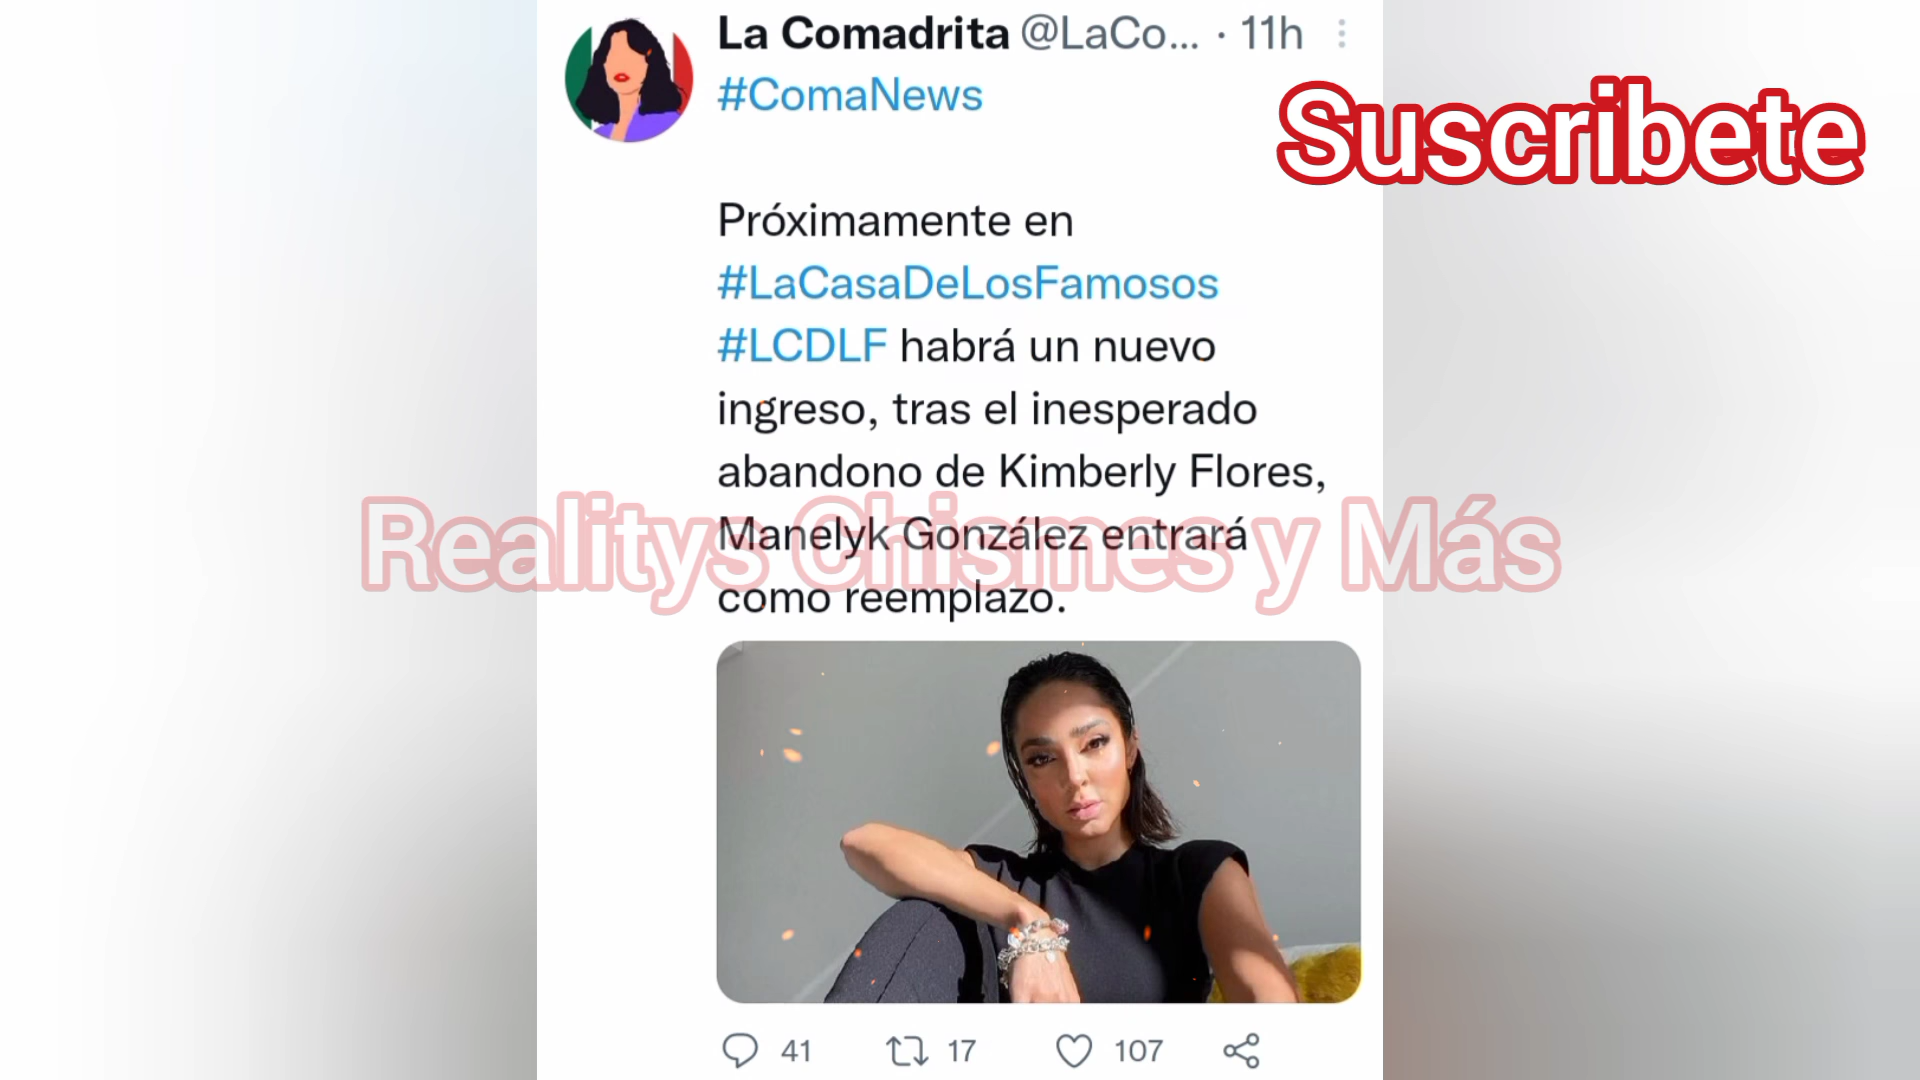 La Comadrita @LaCo... · 11h
#ComaNews
Suscribete
Próximamente en
#LaCasaDeLosFamosos
#LCDLF habrá un nuevo
ingreso, tras el inesperado
abandono de Kimberly Flores,
Manelyk González entrará
Realitys Chismes y Más
como reemplazo.
41 17 107